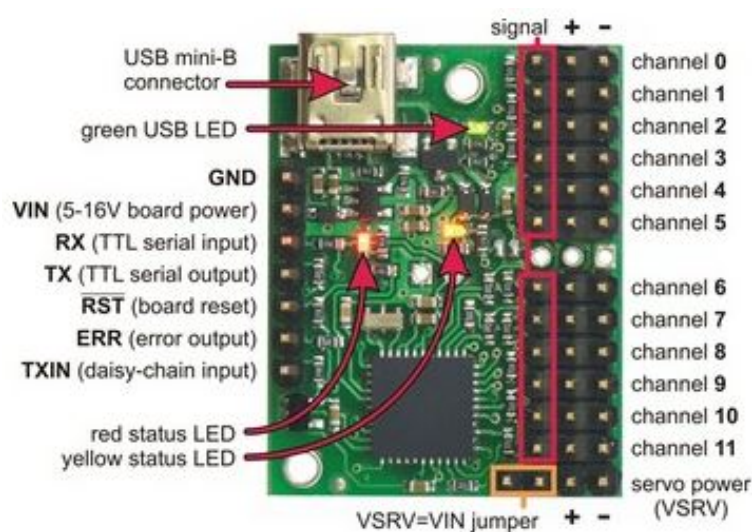 signal + -
USB mini-B
connector
green USB LED
GND
VIN (5-16V board power)
RX (TTL serial input)
TX (TTL serial output)
RST (board reset)
ERR (error output)
TXIN (daisy-chain input)
red status LED
yellow status LED
channel 0
channel 1
channel 2
channel 3
channel 4
channel 5
channel 6
channel 7
channel 8
channel 9
channel 10
channel 11
servo power
(VSRV)
VSRV=VIN jumper + -